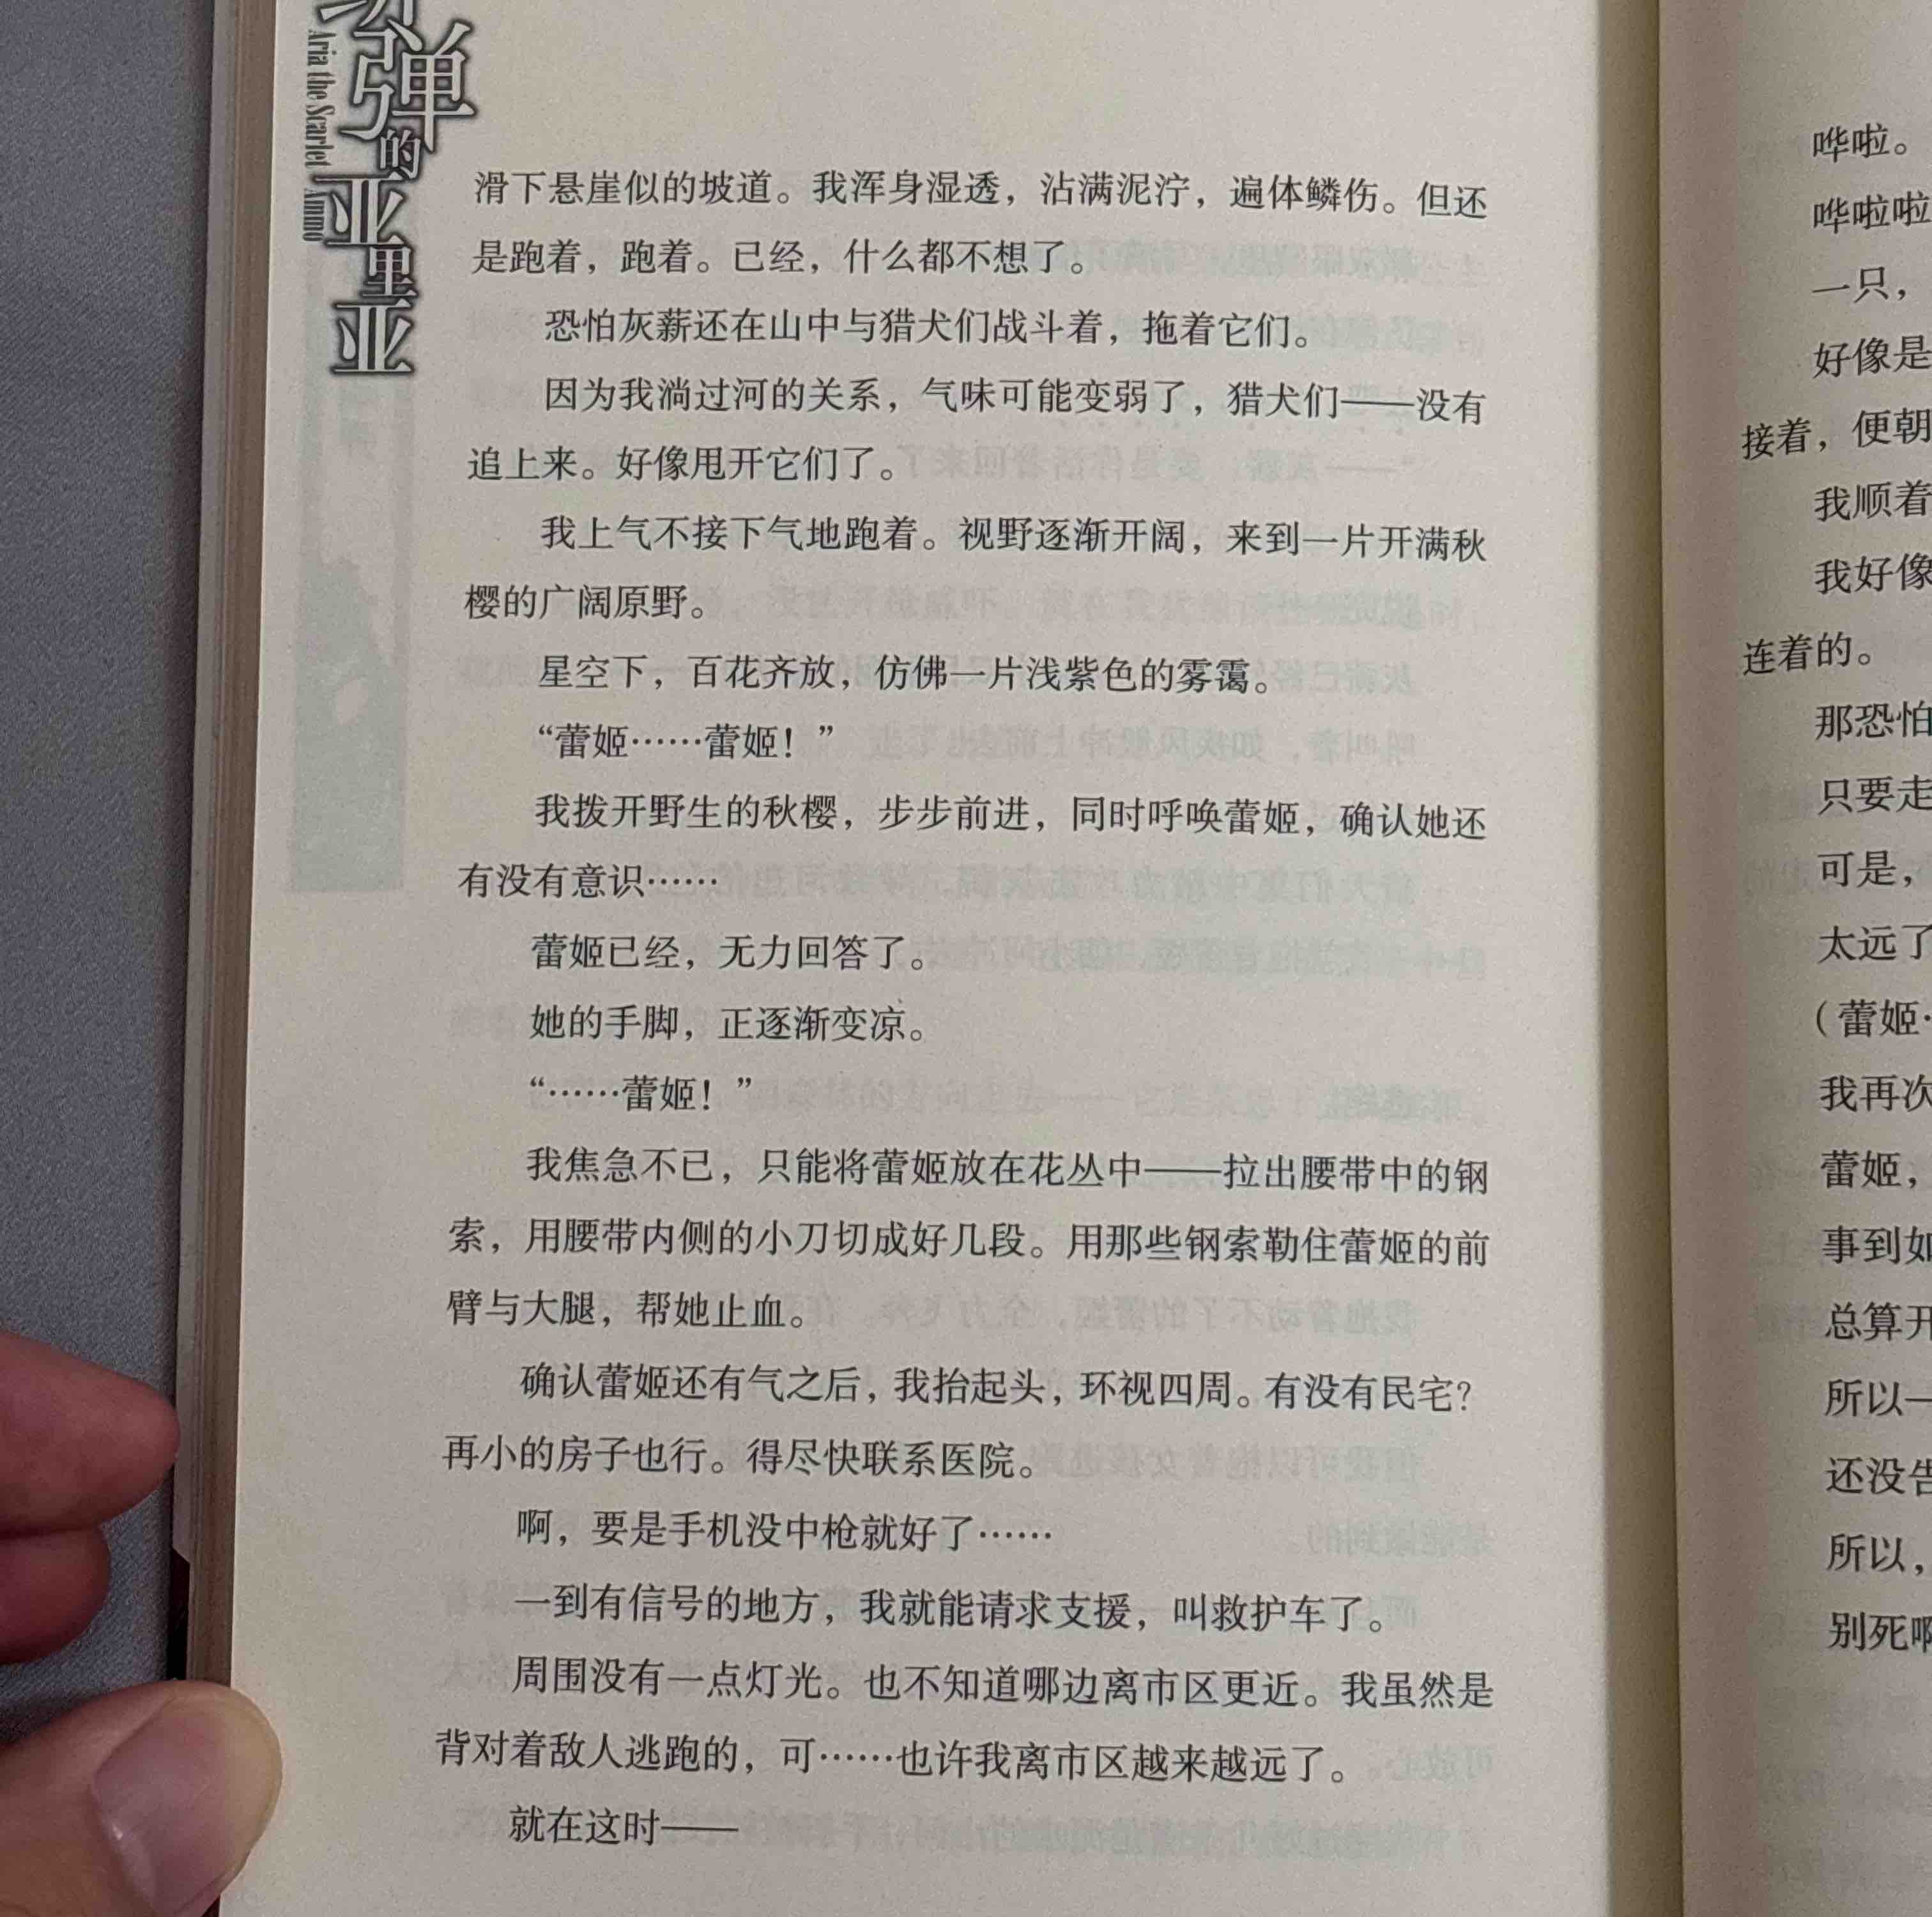 弹的亚里亚
Aria the Scarlet Ammo
滑下悬崖似的坡道。我浑身湿透，沾满泥泞，遍体鳞伤。但还
是跑着，跑着。已经，什么都不想了。
恐怕灰薪还在山中与猎犬们战斗着，拖着它们。
因为我淌过河的关系，气味可能变弱了，猎犬们——没有
追上来。好像甩开它们了。
我上气不接下气地跑着。视野逐渐开阔，来到一片开满秋
樱的广阔原野。
星空下，百花齐放，仿佛一片浅紫色的雾霭。
“蕾姬……蕾姬！”
我拨开野生的秋樱，步步前进，同时呼唤蕾姬，确认她还
有没有意识……
蕾姬已经，无力回答了。
她的手脚，正逐渐变凉。
“……蕾姬！”
我焦急不已，只能将蕾姬放在花丛中——拉出腰带中的钢
索，用腰带内侧的小刀切成好几段。用那些钢索勒住蕾姬的前
臂与大腿，帮她止血。
确认蕾姬还有气之后，我抬起头，环视四周。有没有民宅？
再小的房子也行。得尽快联系医院。
啊，要是手机没中枪就好了……
一到有信号的地方，我就能请求支援，叫救护车了。
周围没有一点灯光。也不知道哪边离市区更近。我虽然是
背对着敌人逃跑的，可……也许我离市区越来越远了。
就在这时——
哗啦。
哗啦啦
一只，
好像是
接着，便朝
我顺着
我好像
连着的。
那恐怕
只要走
可是，
太远了
（蕾姬…
我再次
蕾姬，
事到如
总算开
所以—
还没告
所以，
别死啊